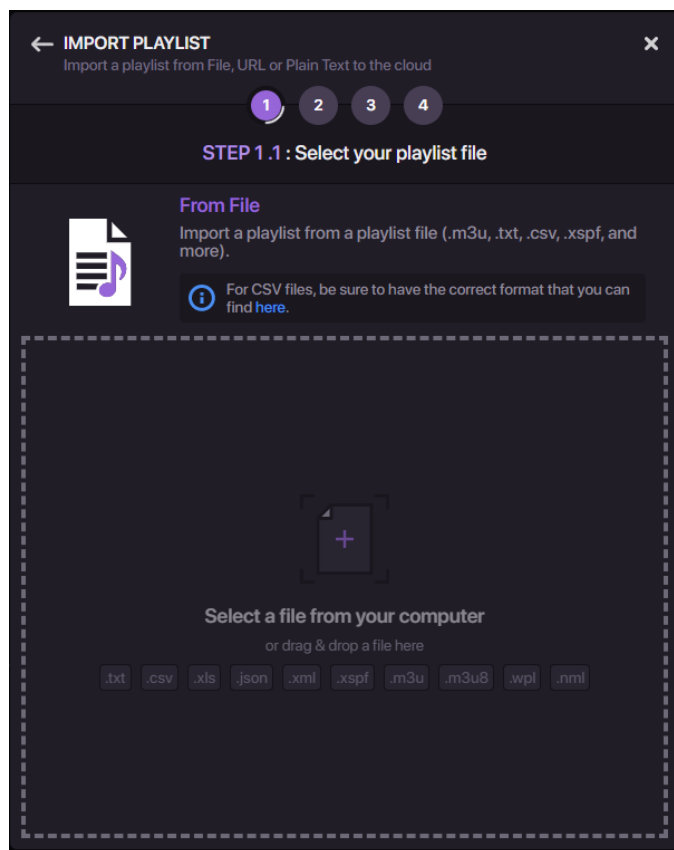 IMPORT PLAYLIST
Import a playlist from File, URL or Plain Text to the cloud
1 2 3 4
STEP 1.1 : Select your playlist file
From File
Import a playlist from a playlist file (.m3u, .txt, .csv, .xspf, and
more).
For CSV files, be sure to have the correct format that you can
find here.
Select a file from your computer
or drag & drop a file here
.txt .csv .xls .json .xml .xspf .m3u .m3u8 .wpl .nml